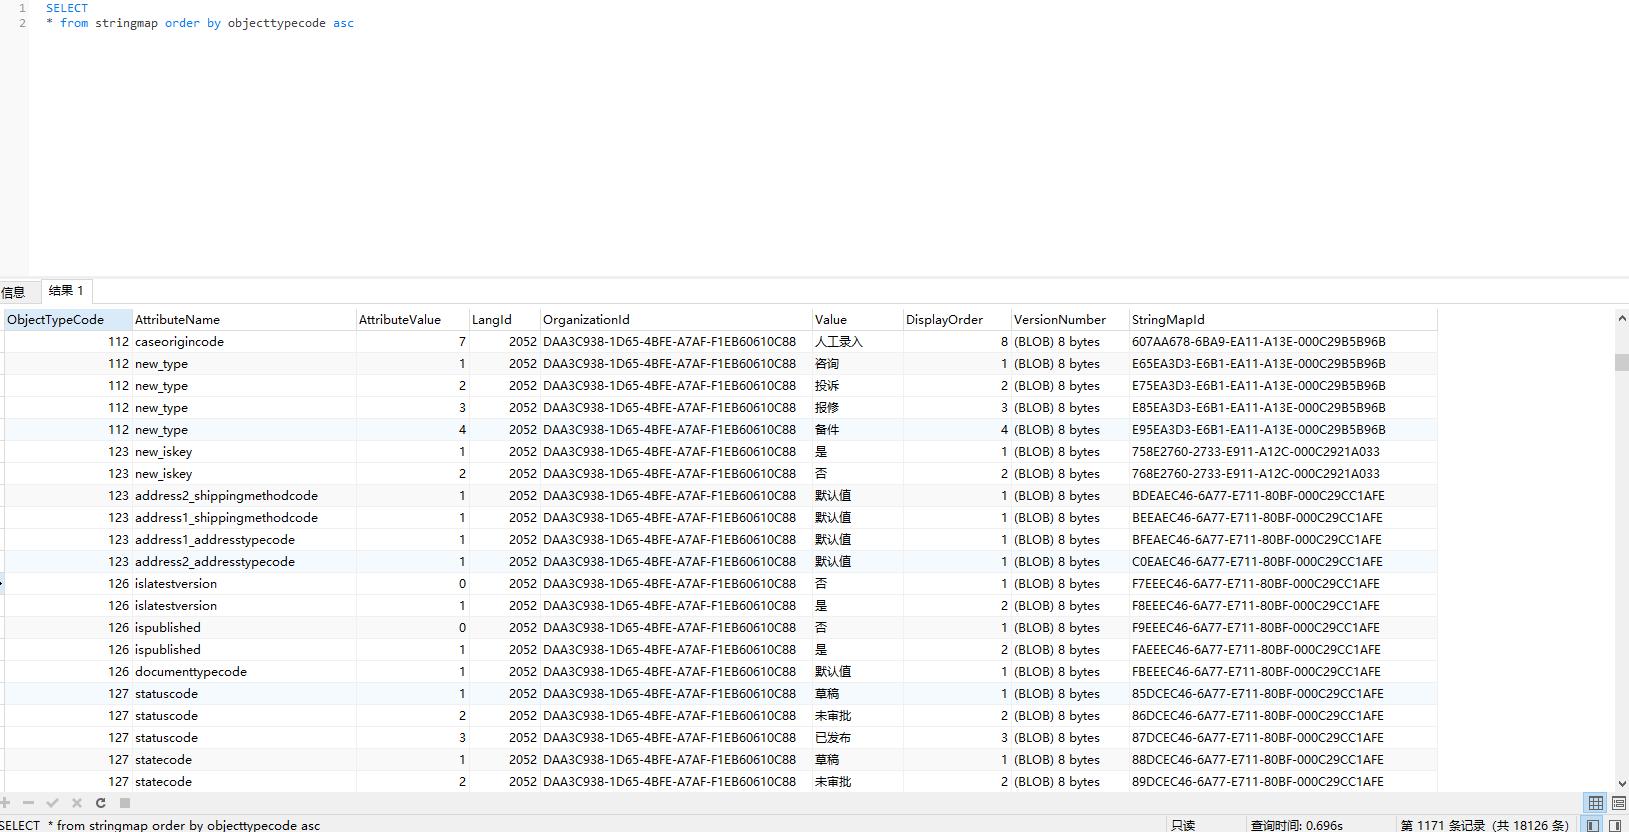 1 SELECT
2 * from stringmap order by objecttypecode asc
信息 结果 1
ObjectTypeCode AttributeName AttributeValue LangId OrganizationId Value DisplayOrder VersionNumber StringMapId
112 caseorigincode 7 2052 DAA3C938-1D65-4BFE-A7AF-F1EB60610C88 人工录入 8 (BLOB) 8 bytes 607AA678-6BA9-EA11-A13E-000C29B5B96B
112 new_type 1 2052 DAA3C938-1D65-4BFE-A7AF-F1EB60610C88 咨询 1 (BLOB) 8 bytes E65EA3D3-E6B1-EA11-A13E-000C29B5B96B
112 new_type 2 2052 DAA3C938-1D65-4BFE-A7AF-F1EB60610C88 投诉 2 (BLOB) 8 bytes E75EA3D3-E6B1-EA11-A13E-000C29B5B96B
112 new_type 3 2052 DAA3C938-1D65-4BFE-A7AF-F1EB60610C88 报修 3 (BLOB) 8 bytes E85EA3D3-E6B1-EA11-A13E-000C29B5B96B
112 new_type 4 2052 DAA3C938-1D65-4BFE-A7AF-F1EB60610C88 备件 4 (BLOB) 8 bytes E95EA3D3-E6B1-EA11-A13E-000C29B5B96B
123 new_iskey 1 2052 DAA3C938-1D65-4BFE-A7AF-F1EB60610C88 是 1 (BLOB) 8 bytes 758E2760-2733-E911-A12C-000C2921A033
123 new_iskey 2 2052 DAA3C938-1D65-4BFE-A7AF-F1EB60610C88 否 2 (BLOB) 8 bytes 768E2760-2733-E911-A12C-000C2921A033
123 address2_shippingmethodcode 1 2052 DAA3C938-1D65-4BFE-A7AF-F1EB60610C88 默认值 1 (BLOB) 8 bytes BDEAEC46-6A77-E711-80BF-000C29CC1AFE
123 address1_shippingmethodcode 1 2052 DAA3C938-1D65-4BFE-A7AF-F1EB60610C88 默认值 1 (BLOB) 8 bytes BEEAEC46-6A77-E711-80BF-000C29CC1AFE
123 address1_addresstypecode 1 2052 DAA3C938-1D65-4BFE-A7AF-F1EB60610C88 默认值 1 (BLOB) 8 bytes BFEAEC46-6A77-E711-80BF-000C29CC1AFE
123 address2_addresstypecode 1 2052 DAA3C938-1D65-4BFE-A7AF-F1EB60610C88 默认值 1 (BLOB) 8 bytes C0EAEC46-6A77-E711-80BF-000C29CC1AFE
126 islatestversion 0 2052 DAA3C938-1D65-4BFE-A7AF-F1EB60610C88 否 1 (BLOB) 8 bytes F7EEEC46-6A77-E711-80BF-000C29CC1AFE
126 islatestversion 1 2052 DAA3C938-1D65-4BFE-A7AF-F1EB60610C88 是 2 (BLOB) 8 bytes F8EEEC46-6A77-E711-80BF-000C29CC1AFE
126 ispublished 0 2052 DAA3C938-1D65-4BFE-A7AF-F1EB60610C88 否 1 (BLOB) 8 bytes F9EEEC46-6A77-E711-80BF-000C29CC1AFE
126 ispublished 1 2052 DAA3C938-1D65-4BFE-A7AF-F1EB60610C88 是 2 (BLOB) 8 bytes FAEEEC46-6A77-E711-80BF-000C29CC1AFE
126 documenttypecode 1 2052 DAA3C938-1D65-4BFE-A7AF-F1EB60610C88 默认值 1 (BLOB) 8 bytes FBEEEC46-6A77-E711-80BF-000C29CC1AFE
127 statuscode 1 2052 DAA3C938-1D65-4BFE-A7AF-F1EB60610C88 草稿 1 (BLOB) 8 bytes 85DCEC46-6A77-E711-80BF-000C29CC1AFE
127 statuscode 2 2052 DAA3C938-1D65-4BFE-A7AF-F1EB60610C88 未审批 2 (BLOB) 8 bytes 86DCEC46-6A77-E711-80BF-000C29CC1AFE
127 statuscode 3 2052 DAA3C938-1D65-4BFE-A7AF-F1EB60610C88 已发布 3 (BLOB) 8 bytes 87DCEC46-6A77-E711-80BF-000C29CC1AFE
127 statecode 1 2052 DAA3C938-1D65-4BFE-A7AF-F1EB60610C88 草稿 1 (BLOB) 8 bytes 88DCEC46-6A77-E711-80BF-000C29CC1AFE
127 statecode 2 2052 DAA3C938-1D65-4BFE-A7AF-F1EB60610C88 未审批 2 (BLOB) 8 bytes 89DCEC46-6A77-E711-80BF-000C29CC1AFE
SELECT * from stringmap order by objecttypecode asc 只读 查询时间: 0.696s 第 1171 条记录 (共 18126 条)